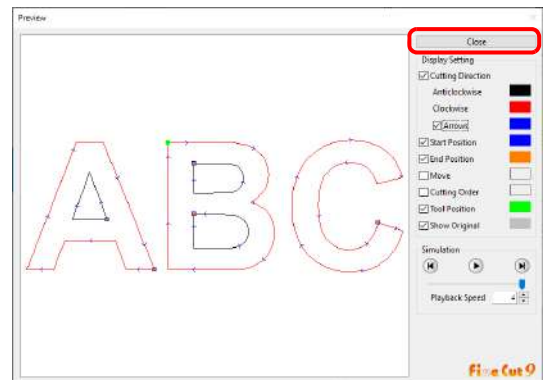 Preview
ABC
Close
Display Setting
Cutting Direction
Anticlockwise
Clockwise
Arrows
Start Position
End Position
Move
Cutting Order
Tool Position
Show Original
Simulation
Playback Speed 4
Fine Cut 9